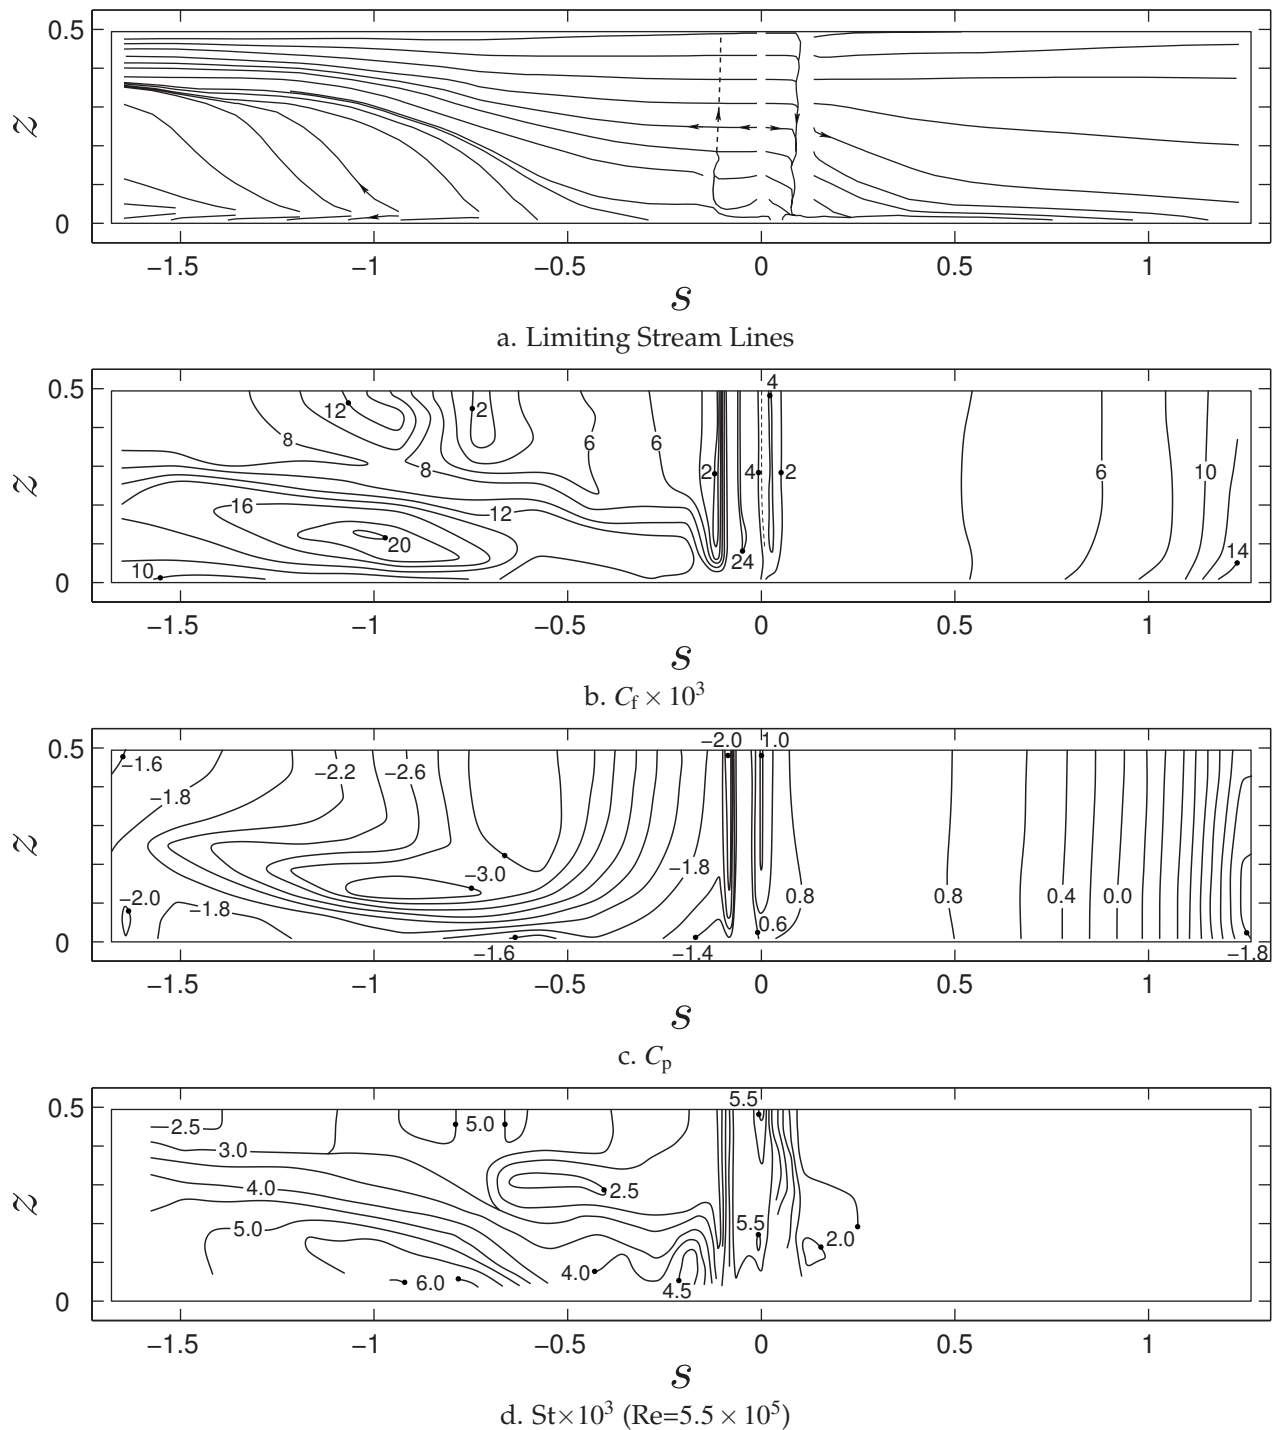 0.5
z
0
−1.5 −1 −0.5 0 0.5 1
s
a. Limiting Stream Lines
4
0.5
12 2
8 6 6
8 2 4 2 6 10
z
16 12
20 24 14
10
0
−1.5 −1 −0.5 0 0.5 1
s
b. C_f × 10³
−2.0 1.0
0.5
−1.6 −2.2 −2.6
−1.8
z
−3.0 −1.8
−2.0 −1.8 0.8 0.8 0.4 0.0
0.6
0
−1.6 −1.4 −1.8
−1.5 −1 −0.5 0 0.5 1
s
c. C_p
5.5
0.5
2.5 5.0
3.0
z
4.0 2.5
5.0 5.5 2.0
6.0 4.0 4.5
0
−1.5 −1 −0.5 0 0.5 1
s
d. St×10³ (Re=5.5 × 10⁵)